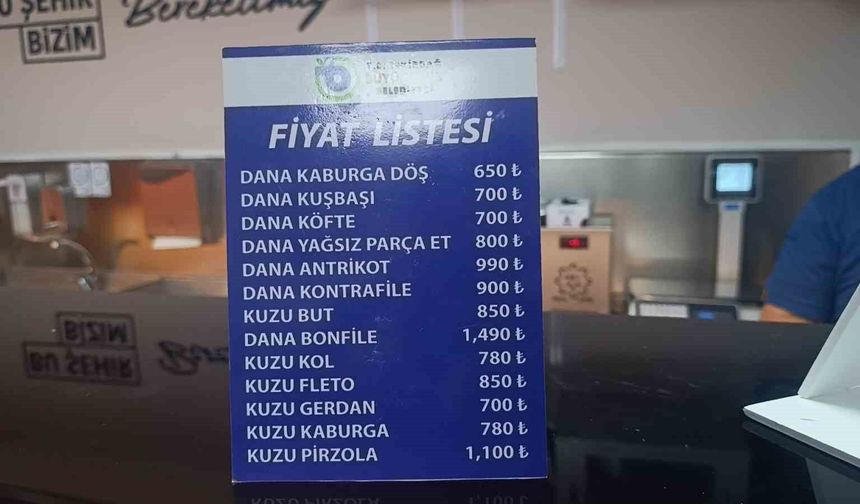 BU ŞEHİR
BİZİM
Bereketimiz
T.C. TEKİRDAĞ
BÜYÜKŞEHİR
BELEDİYESİ
FİYAT LİSTESİ
DANA KABURGA DÖŞ 650 ₺
DANA KUŞBAŞI 700 ₺
DANA KÖFTE 700 ₺
DANA YAĞSIZ PARÇA ET 800 ₺
DANA ANTRİKOT 990 ₺
DANA KONTRAFİLE 900 ₺
KUZU BUT 850 ₺
DANA BONFİLE 1,490 ₺
KUZU KOL 780 ₺
KUZU FLETO 850 ₺
KUZU GERDAN 700 ₺
KUZU KABURGA 780 ₺
KUZU PİRZOLA 1,100 ₺